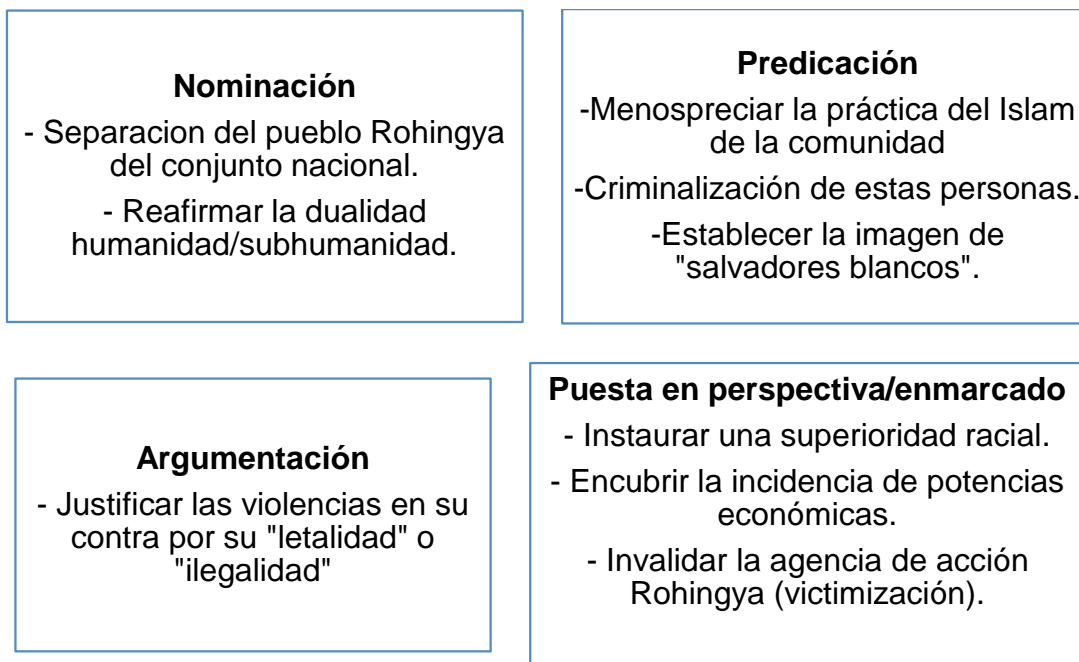 Nominación
- Separacion del pueblo Rohingya
del conjunto nacional.
- Reafirmar la dualidad
humanidad/subhumanidad.
Predicación
-Menospreciar la práctica del Islam
de la comunidad
-Criminalización de estas personas.
-Establecer la imagen de
"salvadores blancos".
Argumentación
- Justificar las violencias en su
contra por su "letalidad" o
"ilegalidad"
Puesta en perspectiva/enmarcado
- Instaurar una superioridad racial.
- Encubrir la incidencia de potencias
económicas.
- Invalidar la agencia de acción
Rohingya (victimización).